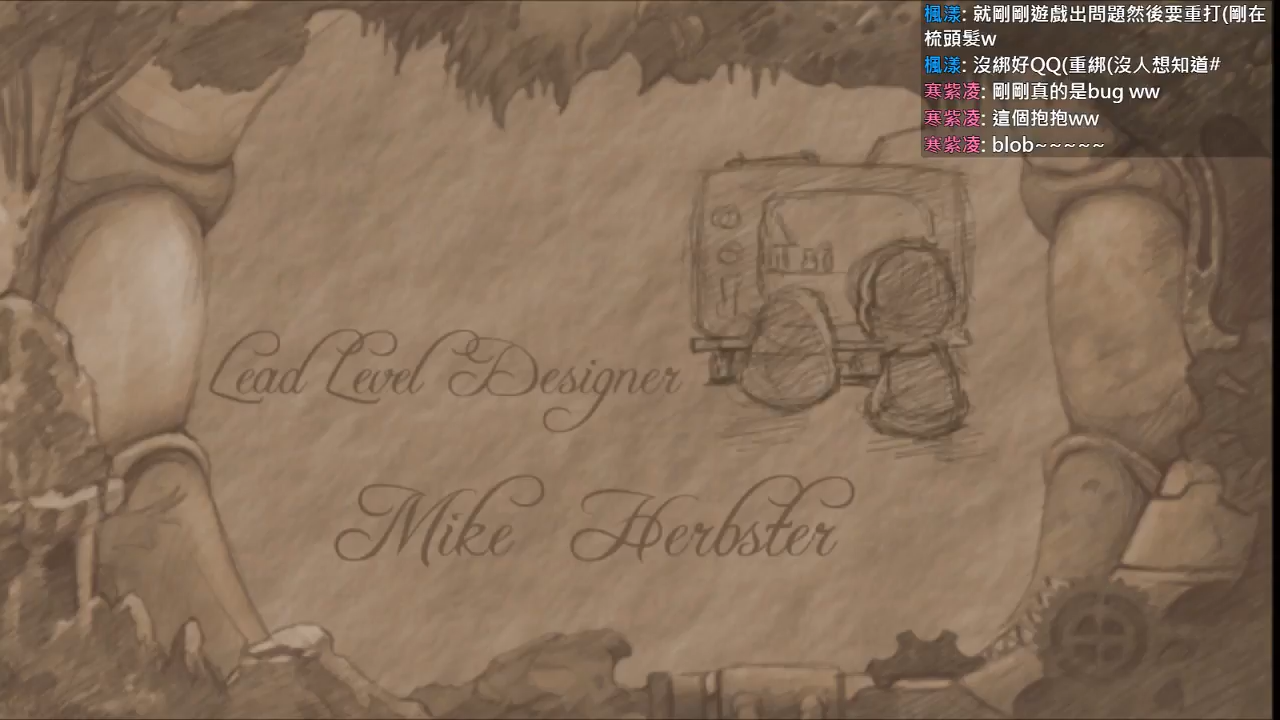 楓漾: 就剛剛遊戲出問題然後要重打(剛在
梳頭髮w
楓漾: 沒綁好QQ(重綁(沒人想知道#
寒紫凌: 剛剛真的是bug ww
寒紫凌: 這個抱抱ww
寒紫凌: blob~~~~~
Lead Level Designer
Mike Herbster